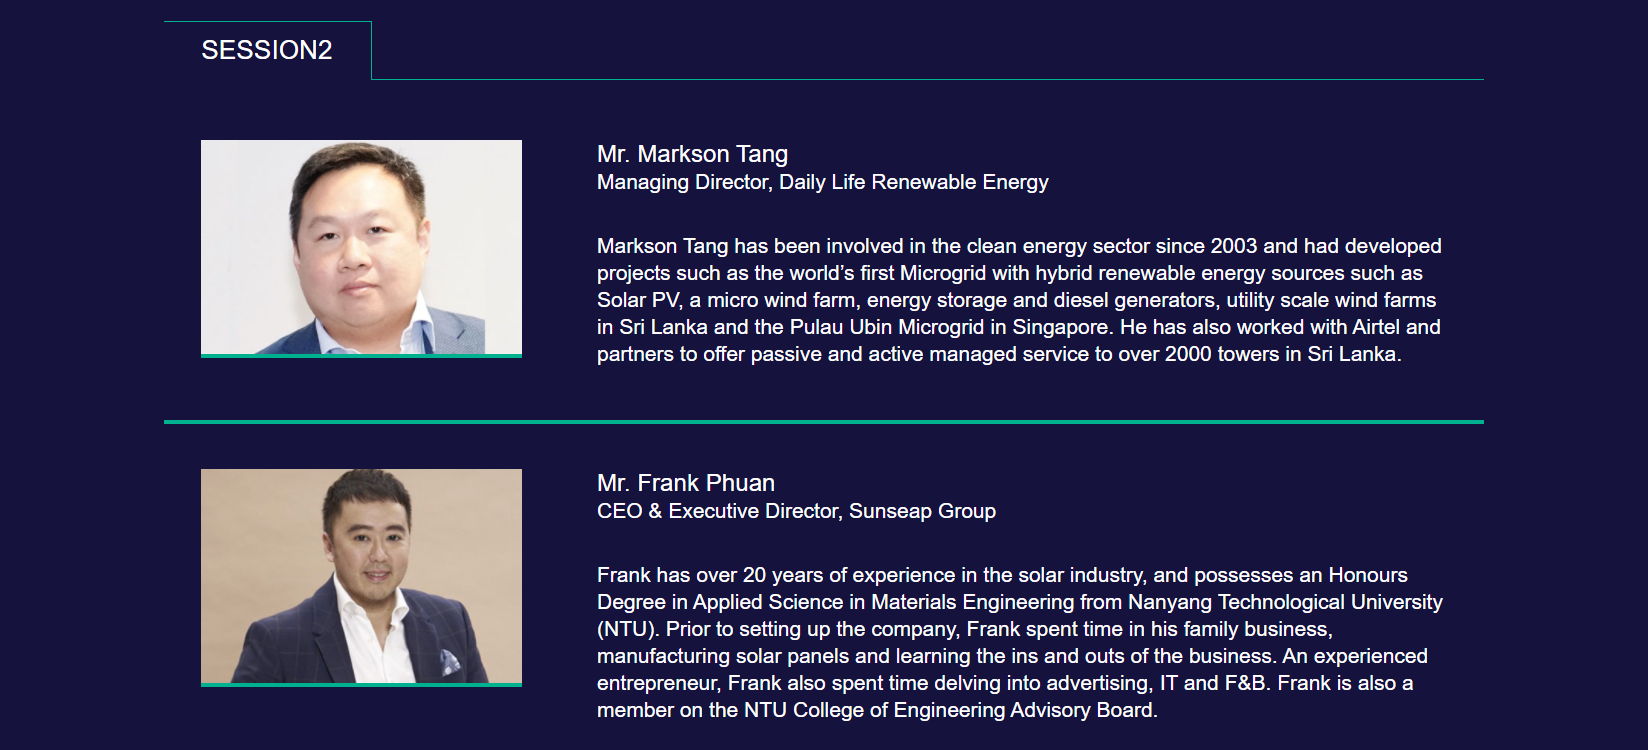 SESSION2
Mr. Markson Tang
Managing Director, Daily Life Renewable Energy
Markson Tang has been involved in the clean energy sector since 2003 and had developed
projects such as the world’s first Microgrid with hybrid renewable energy sources such as
Solar PV, a micro wind farm, energy storage and diesel generators, utility scale wind farms
in Sri Lanka and the Pulau Ubin Microgrid in Singapore. He has also worked with Airtel and
partners to offer passive and active managed service to over 2000 towers in Sri Lanka.
Mr. Frank Phuan
CEO & Executive Director, Sunseap Group
Frank has over 20 years of experience in the solar industry, and possesses an Honours
Degree in Applied Science in Materials Engineering from Nanyang Technological University
(NTU). Prior to setting up the company, Frank spent time in his family business,
manufacturing solar panels and learning the ins and outs of the business. An experienced
entrepreneur, Frank also spent time delving into advertising, IT and F&B. Frank is also a
member on the NTU College of Engineering Advisory Board.